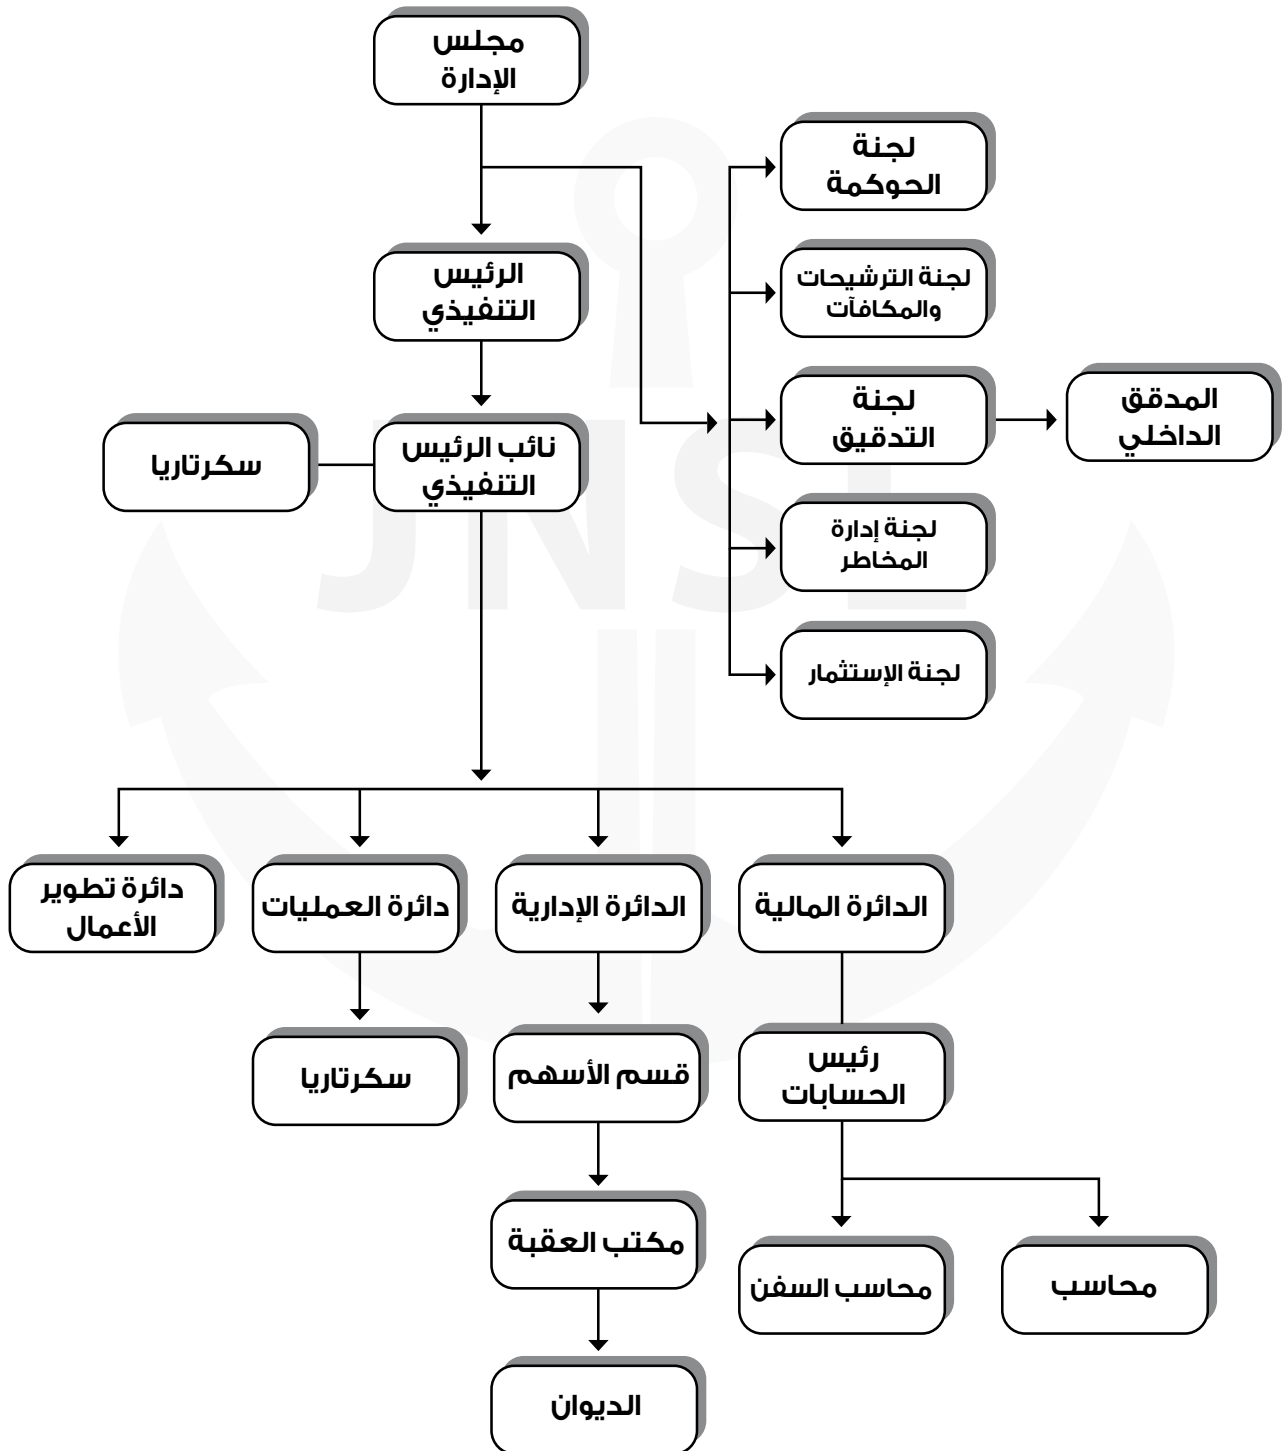 مجلس
الإدارة
لجنة
الحوكمة
الرئيس
التنفيذي
لجنة الترشيحات
والمكافآت
لجنة
التدقيق
المدقق
الداخلي
نائب الرئيس
التنفيذي
سكرتاريا
JNSL
لجنة إدارة
المخاطر
لجنة الإستثمار
الدائرة المالية
الدائرة الإدارية
دائرة العمليات
دائرة تطوير
الأعمال
رئيس
الحسابات
قسم الأسهم
سكرتاريا
مكتب العقبة
محاسب
محاسب السفن
الديوان